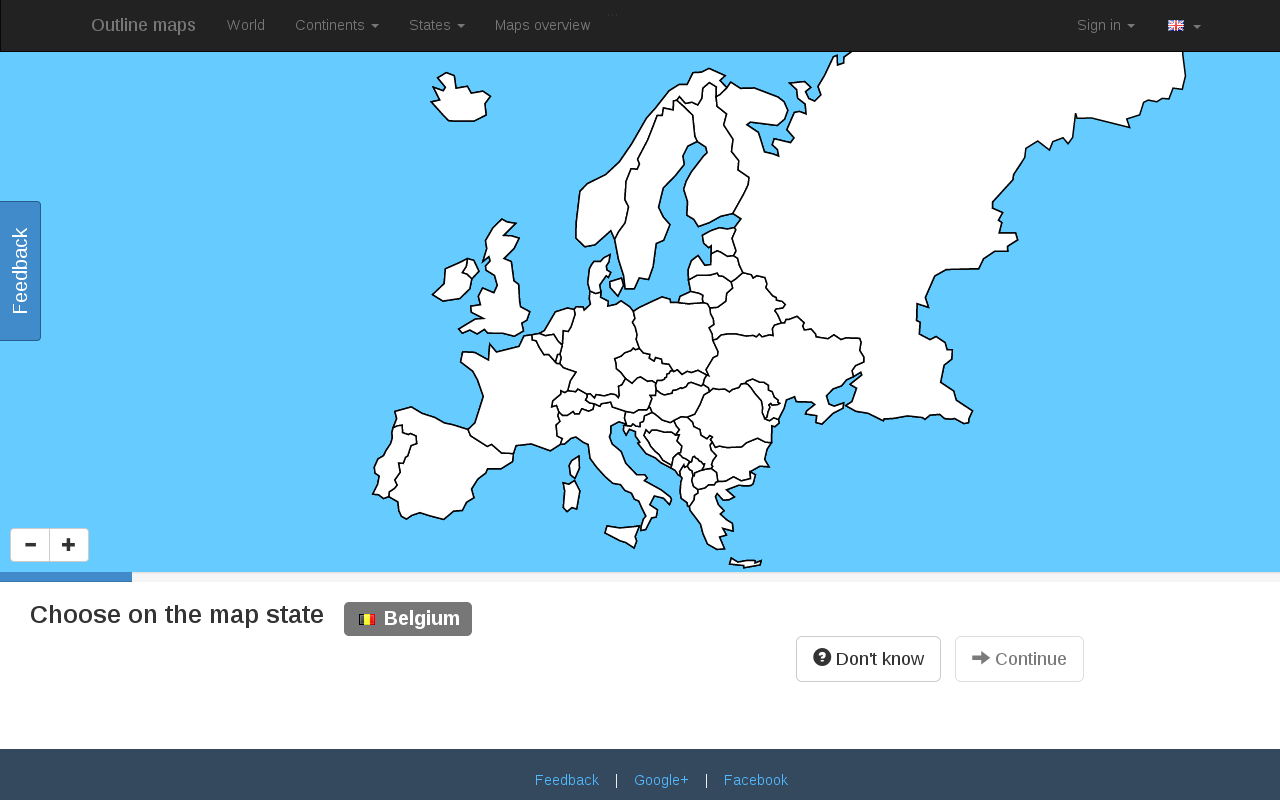 Outline maps World Continents States Maps overview ... Sign in
Feedback
Choose on the map state Belgium
Don't know Continue
Feedback | Google+ | Facebook